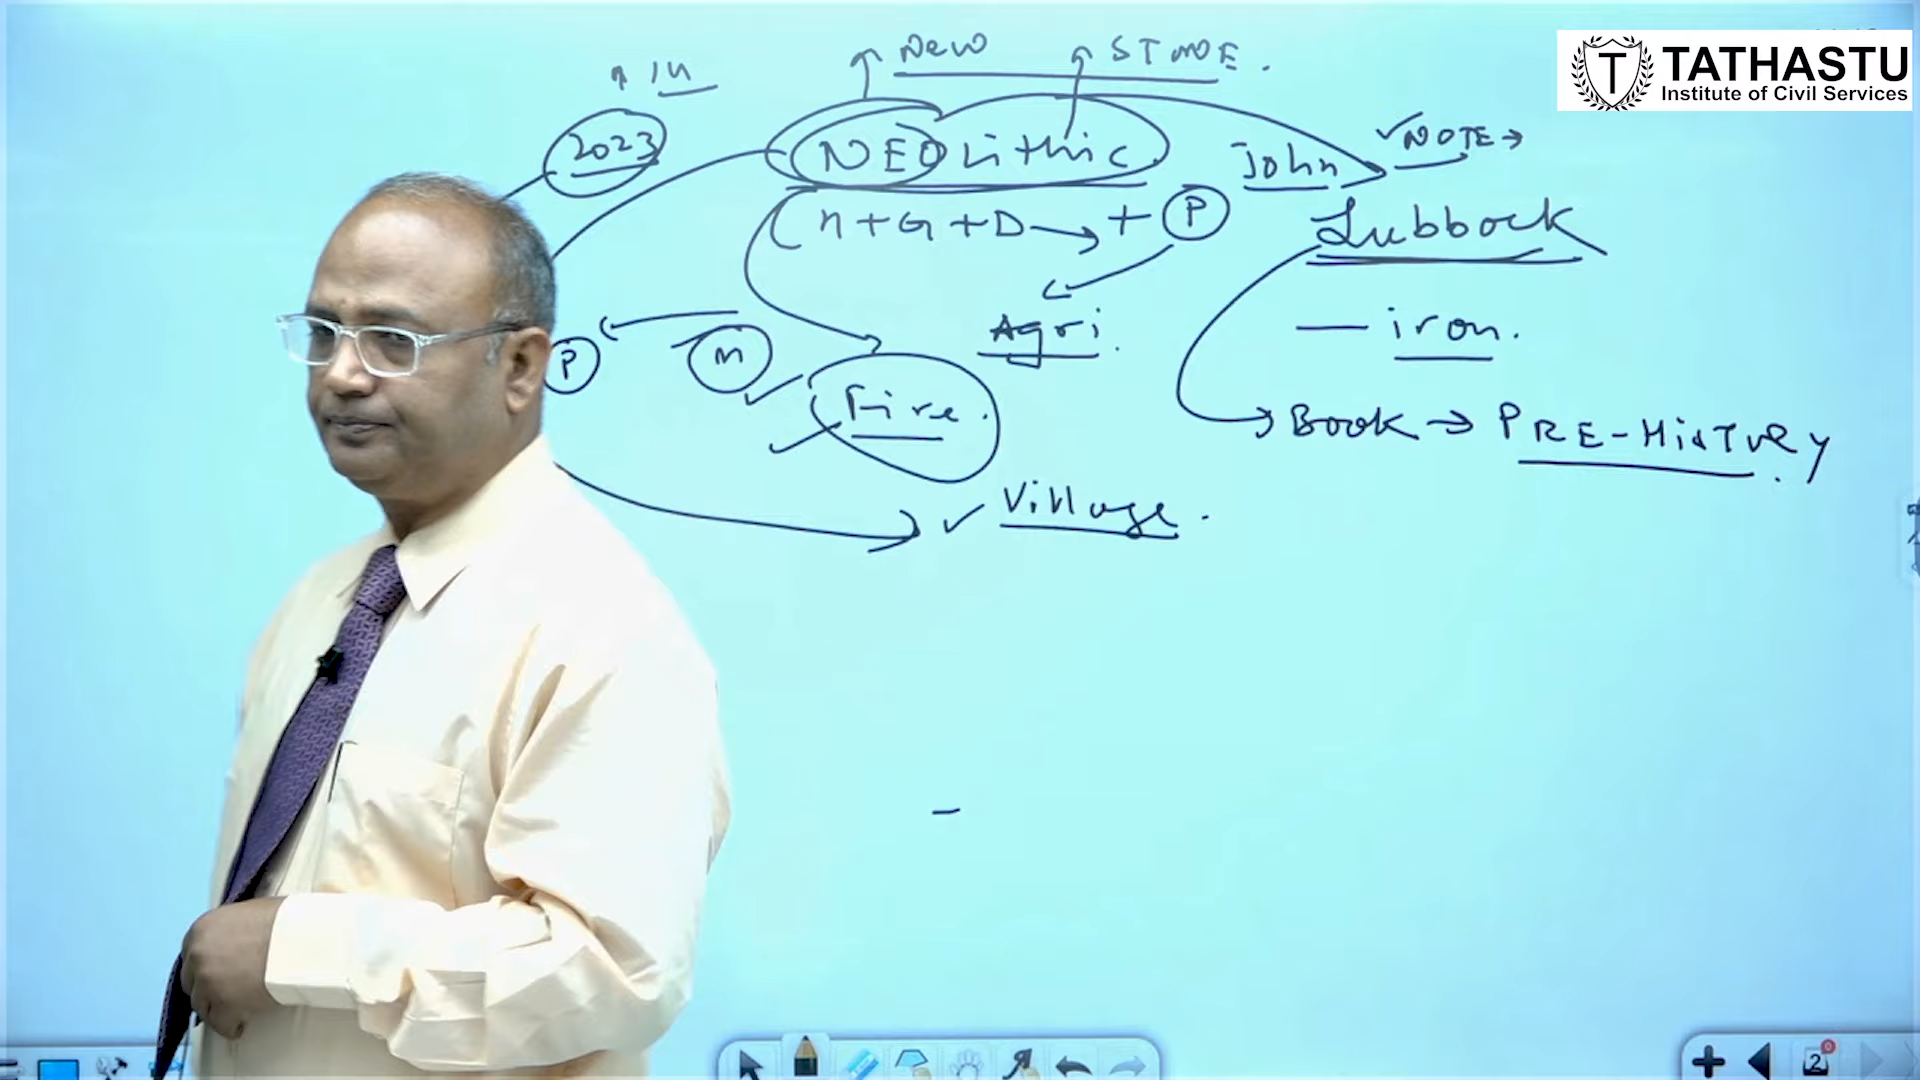 TATHASTU
Institute of Civil Services
T
New STONE.
2023
NEOLithic
John
NOTE →
Lubbock
H+G+D → + P
Agri.
iron.
P
M
Fire.
Book → PRE-HISTORY
Village.
2